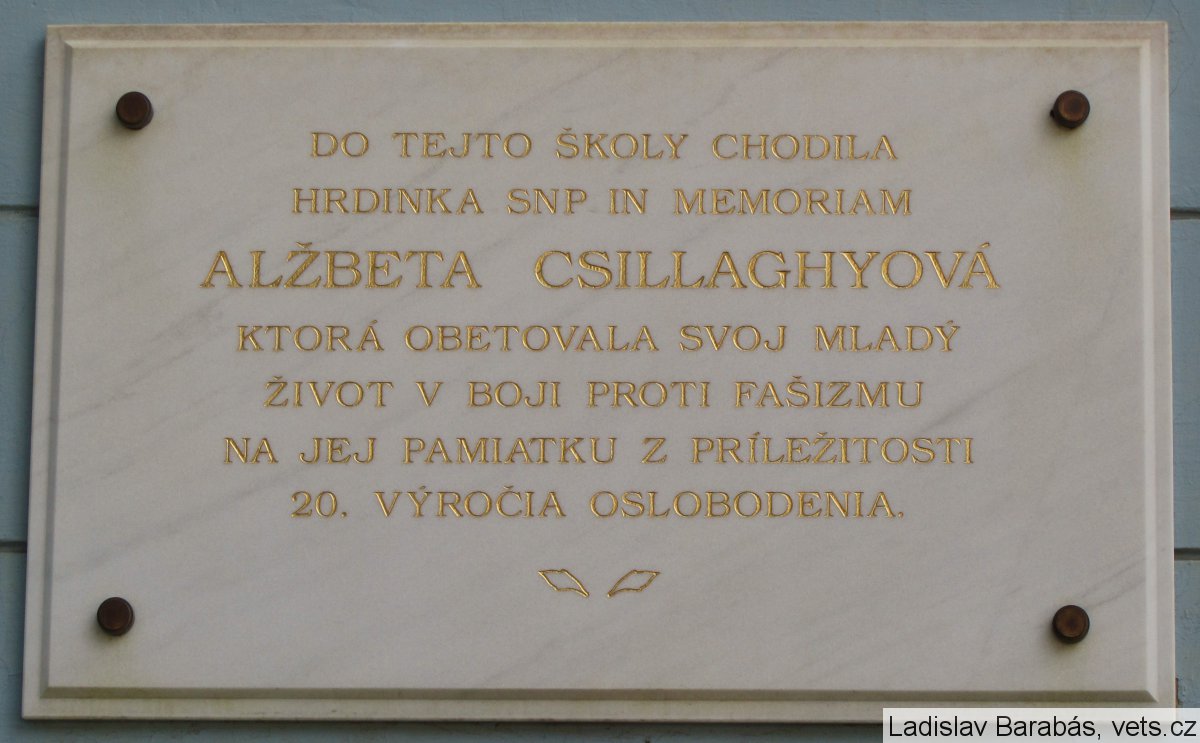 DO TEJTO ŠKOLY CHODILA
HRDINKA SNP IN MEMORIAM
ALŽBETA CSILLAGHYOVÁ
KTORÁ OBETOVALA SVOJ MLADÝ
ŽIVOT V BOJI PROTI FAŠIZMU
NA JEJ PAMIATKU Z PRÍLEŽITOSTI
20. VÝROČIA OSLOBODENIA.
Ladislav Barabás, vets.cz